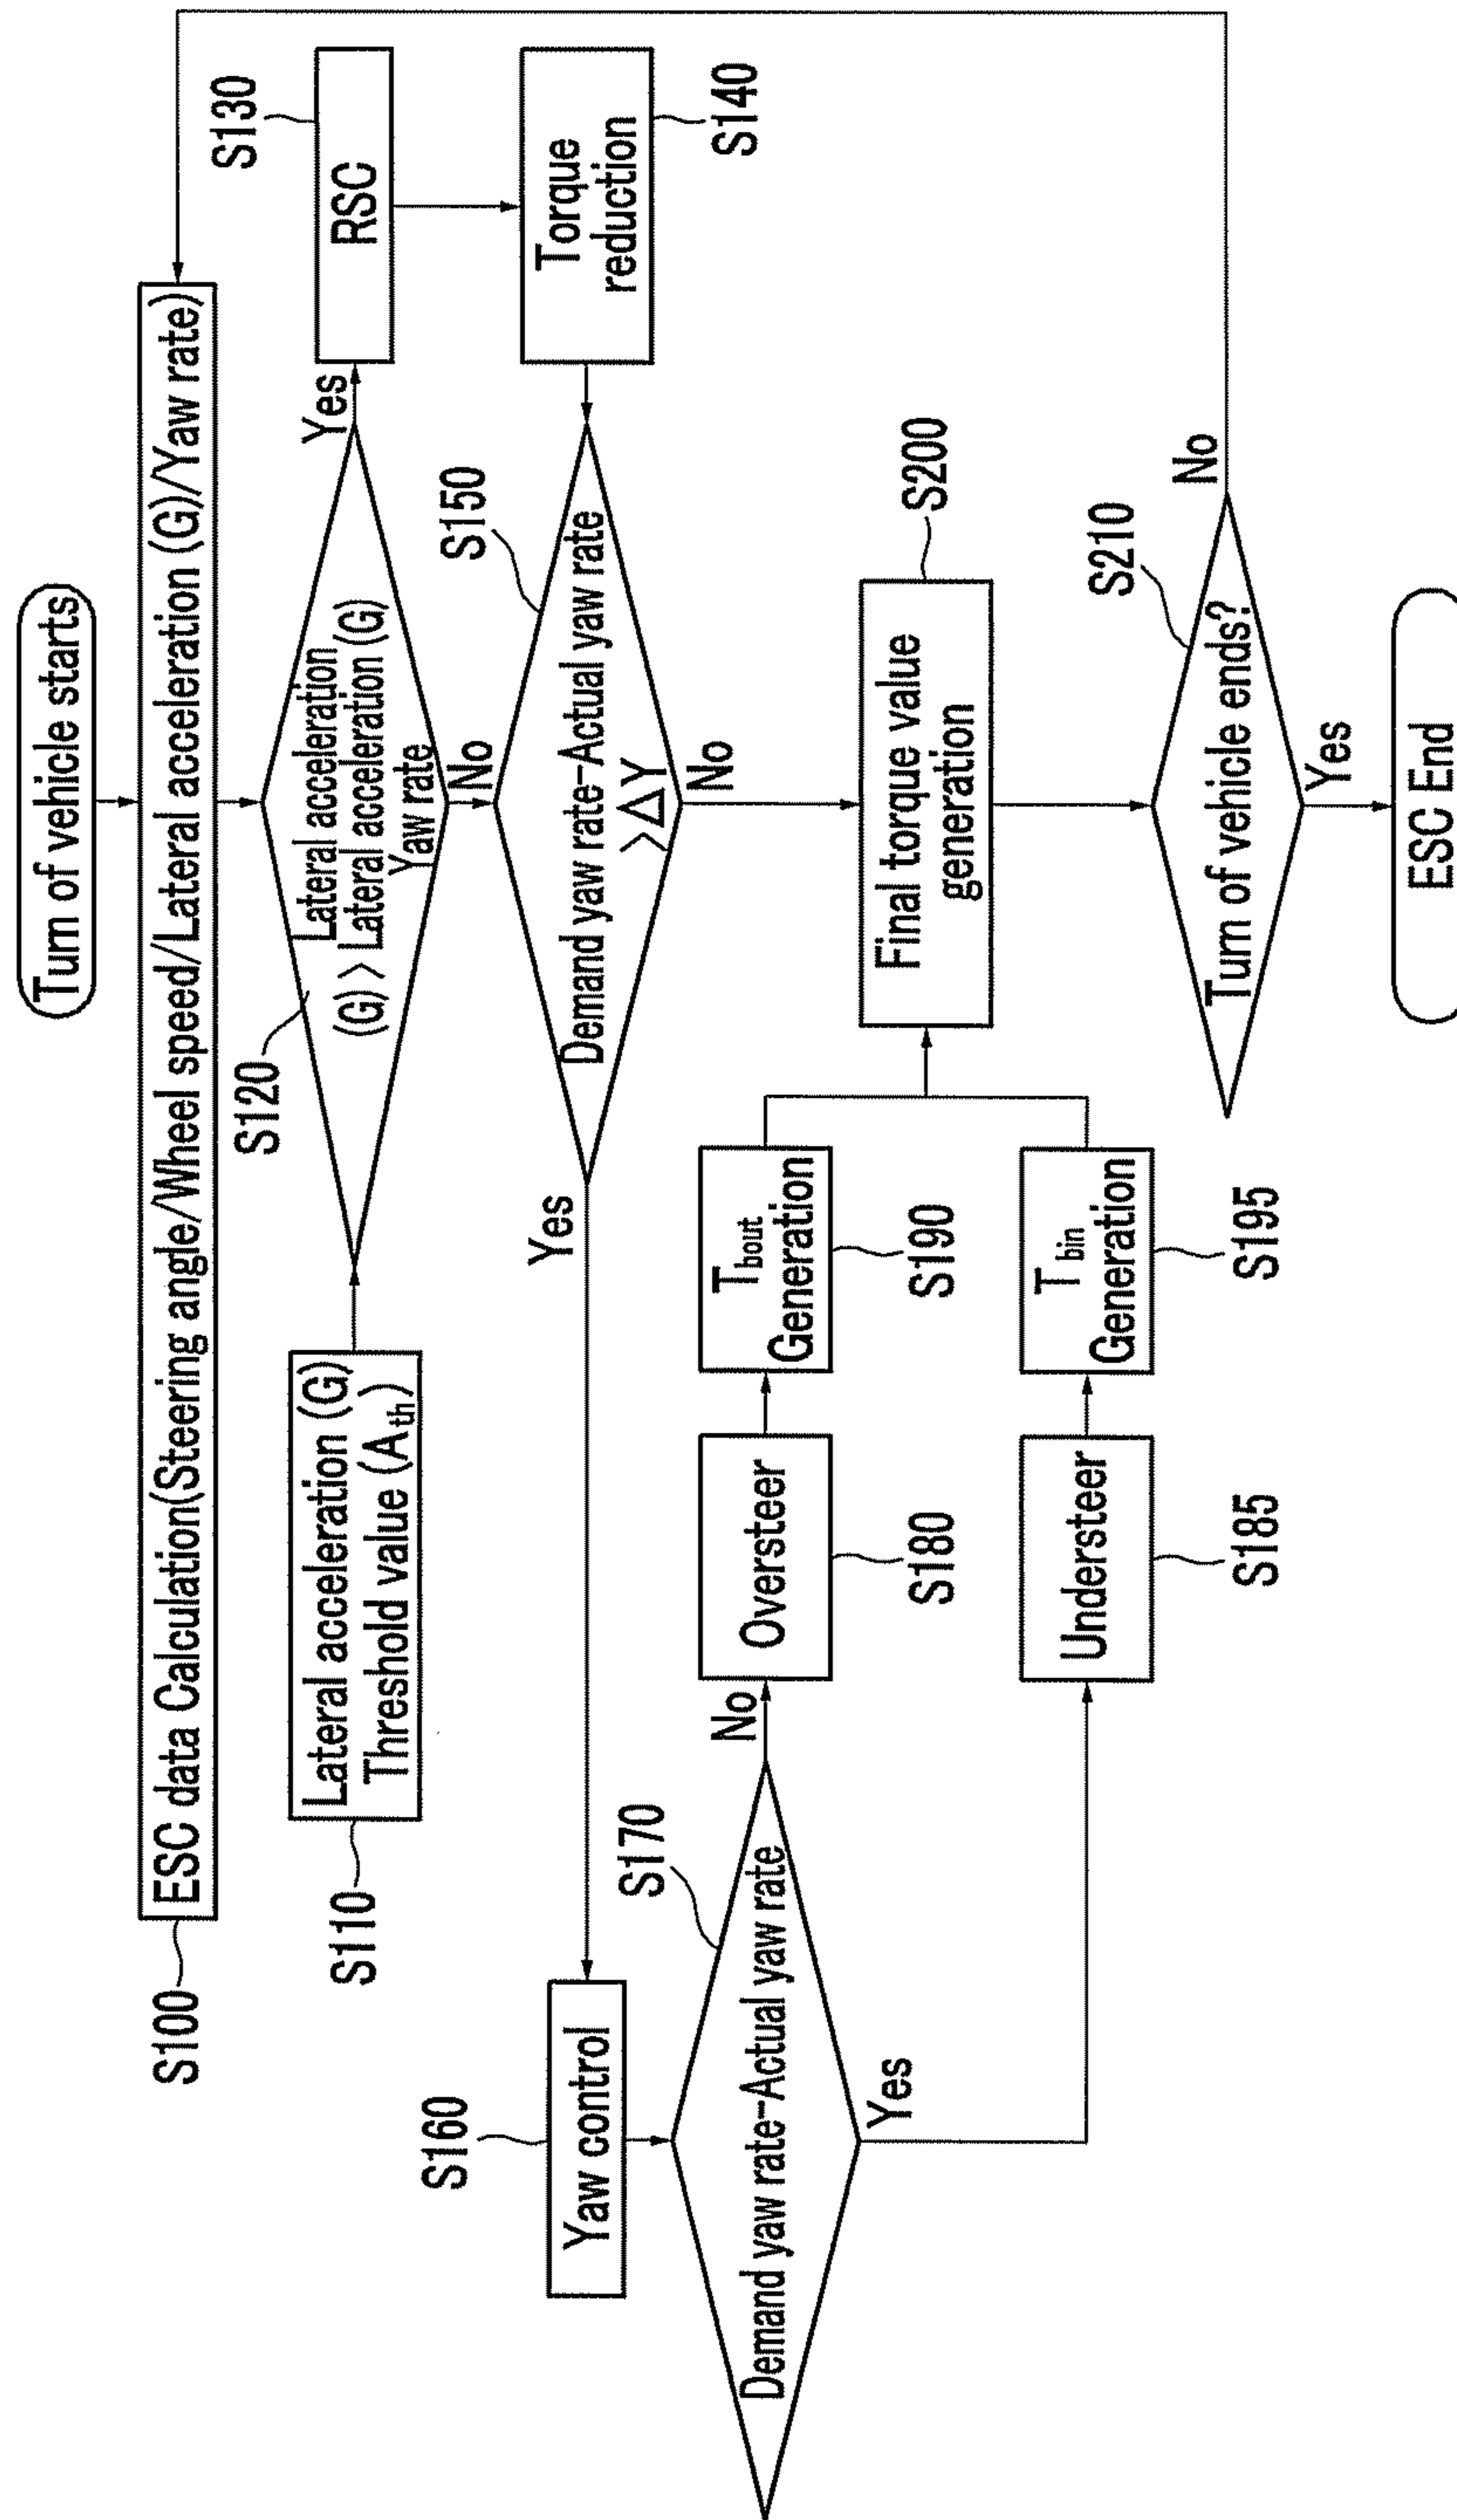 Turn of vehicle starts
S100
ESC data Calculation(Steering angle/Wheel speed/Lateral acceleration (G)/Yaw rate)
S110
Lateral acceleration (G)
Threshold value (Ath)
S120
Lateral acceleration
(G) > Lateral acceleration (G)
Yaw rate
Yes
No
S130
RSC
Torque
reduction
S140
S150
Demand yaw rate-Actual yaw rate
>ΔY
Yes
No
S160
Yaw control
S170
Demand yaw rate-Actual yaw rate
No
Yes
Oversteer
S180
Tbout
Generation
S190
Understeer
S185
Tbin
Generation
S195
S200
Final torque value
generation
S210
Turn of vehicle ends?
No
Yes
ESC End